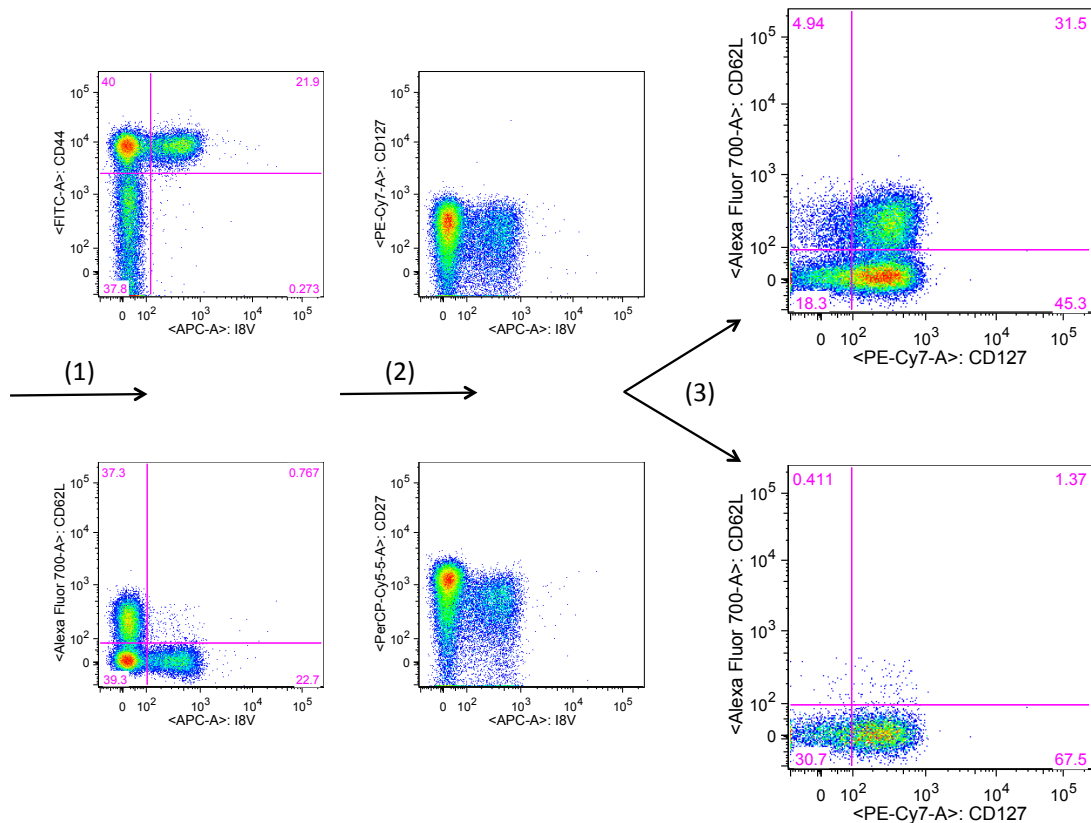 40 21.9
10^5
10^4
10^3
10^2
0
<FITC-A>: CD44
37.8 0.273
0 10^2 10^3 10^4 10^5
<APC-A>: I8V
10^5
10^4
10^3
10^2
0
<PE-Cy7-A>: CD127
0 10^2 10^3 10^4 10^5
<APC-A>: I8V
4.94 31.5
10^5
10^4
10^3
10^2
0
<Alexa Fluor 700-A>: CD62L
18.3 45.3
0 10^2 10^3 10^4 10^5
<PE-Cy7-A>: CD127
(1)
(2)
(3)
37.3 0.767
10^5
10^4
10^3
10^2
0
<Alexa Fluor 700-A>: CD62L
39.3 22.7
0 10^2 10^3 10^4 10^5
<APC-A>: I8V
10^5
10^4
10^3
10^2
0
<PerCP-Cy5-5-A>: CD27
0 10^2 10^3 10^4 10^5
<APC-A>: I8V
0.411 1.37
10^5
10^4
10^3
10^2
0
<Alexa Fluor 700-A>: CD62L
30.7 67.5
0 10^2 10^3 10^4 10^5
<PE-Cy7-A>: CD127